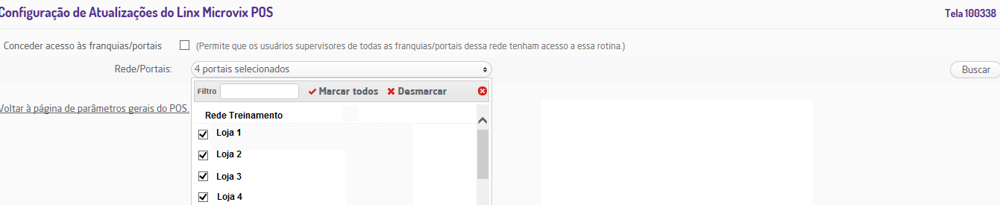 Configuração de Atualizações do Linx Microvix POS
Tela 100338
Conceder acesso às franquias/portais
(Permite que os usuários supervisores de todas as franquias/portais dessa rede tenham acesso a essa rotina.)
Rede/Portais:
4 portais selecionados
Buscar
Filtro
Marcar todos
Desmarcar
Voltar à página de parâmetros gerais do POS.
Rede Treinamento
Loja 1
Loja 2
Loja 3
Loja 4